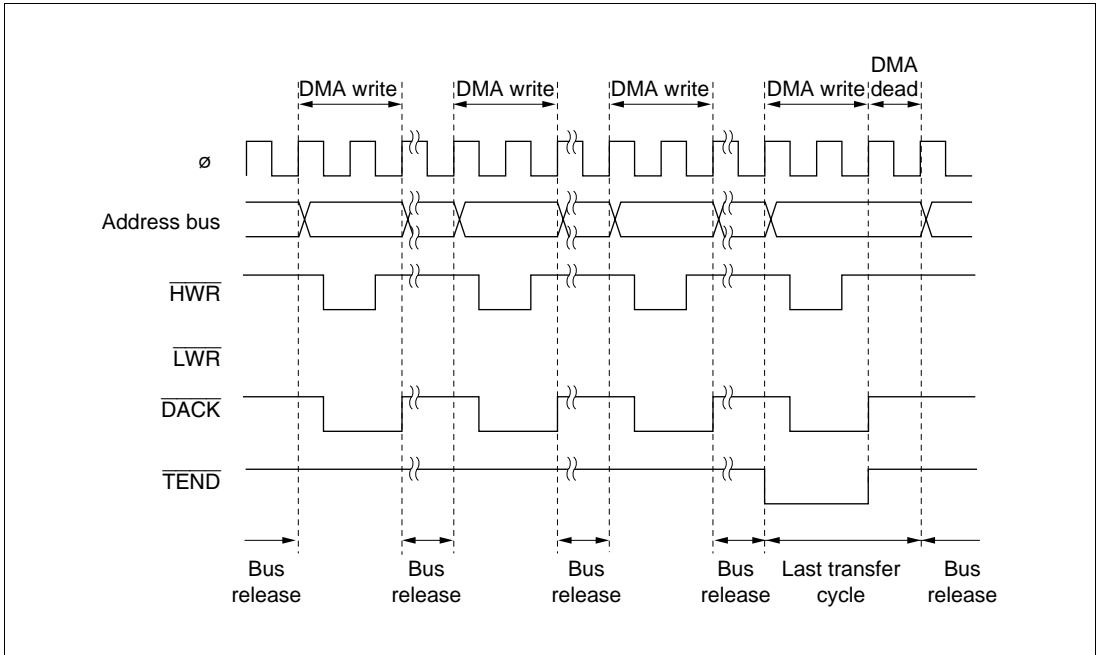 DMA
dead
DMA write DMA write DMA write DMA write
ø
Address bus
HWR
LWR
DACK
TEND
Bus release
Bus release
Bus release
Bus release
Last transfer cycle
Bus release